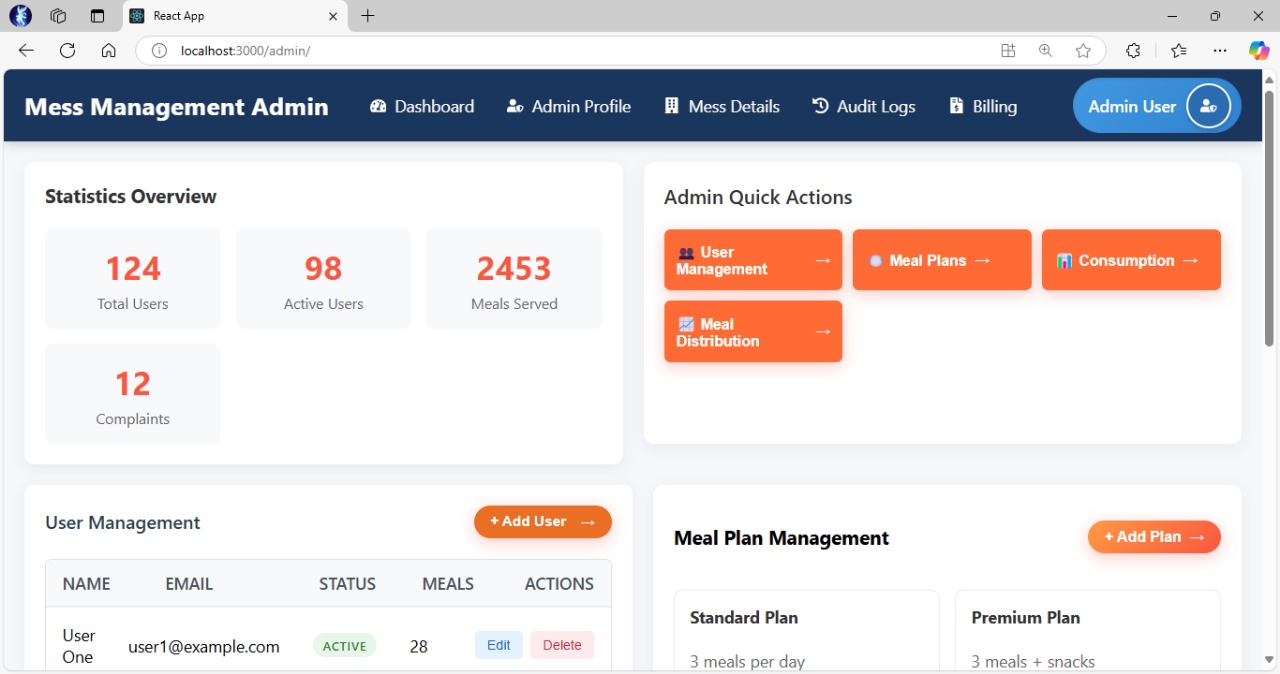 React App
localhost:3000/admin/
Mess Management Admin
Dashboard
Admin Profile
Mess Details
Audit Logs
Billing
Admin User
Statistics Overview
124
Total Users
98
Active Users
2453
Meals Served
12
Complaints
Admin Quick Actions
User
Management →
Meal Plans →
Consumption →
Meal
Distribution →
User Management
+ Add User →
NAME EMAIL STATUS MEALS ACTIONS
User
One
user1@example.com ACTIVE 28 Edit Delete
Meal Plan Management
+ Add Plan →
Standard Plan
3 meals per day
Premium Plan
3 meals + snacks